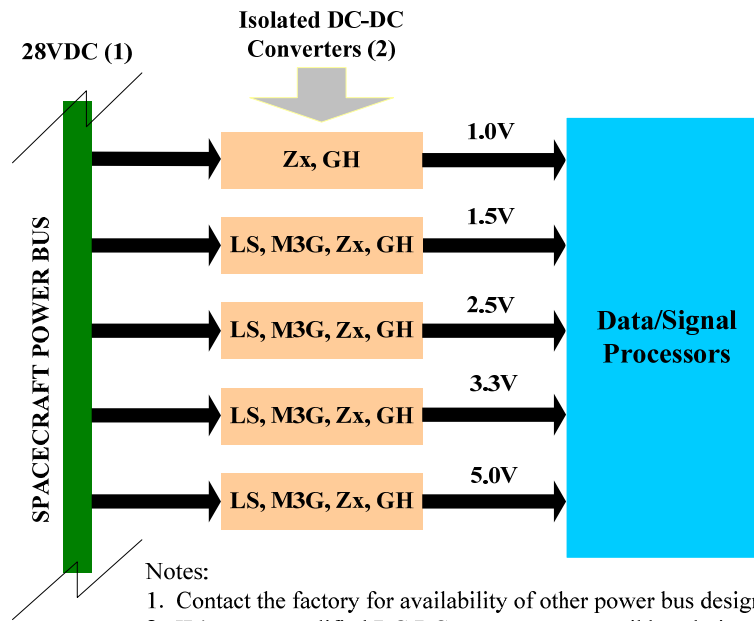 Isolated DC-DC
Converters (2)
28VDC (1)
SPACECRAFT POWER BUS
Zx, GH
1.0V
LS, M3G, Zx, GH
1.5V
LS, M3G, Zx, GH
2.5V
LS, M3G, Zx, GH
3.3V
LS, M3G, Zx, GH
5.0V
Data/Signal
Processors
Notes:
1. Contact the factory for availability of other power bus desig